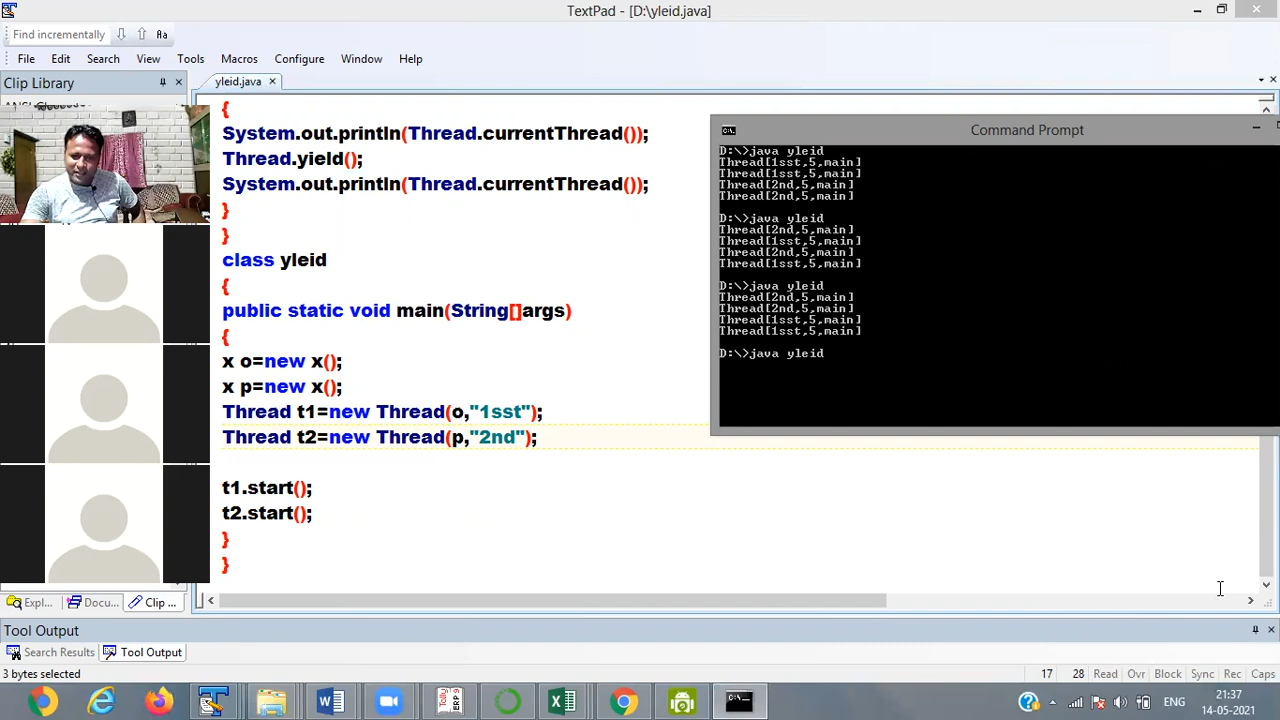 TextPad - [D:\yleid.java]
Find incrementally
Aa
File Edit Search View Tools Macros Configure Window Help
Clip Library
yleid.java
{
System.out.println(Thread.currentThread());
Thread.yield();
System.out.println(Thread.currentThread());
}
}
class yleid
{
public static void main(String[]args)
{
x o=new x();
x p=new x();
Thread t1=new Thread(o,"1sst");
Thread t2=new Thread(p,"2nd");
t1.start();
t2.start();
}
}
Command Prompt
D:\>java yleid
Thread[1sst,5,main]
Thread[1sst,5,main]
Thread[2nd,5,main]
Thread[2nd,5,main]
D:\>java yleid
Thread[2nd,5,main]
Thread[1sst,5,main]
Thread[2nd,5,main]
Thread[1sst,5,main]
D:\>java yleid
Thread[2nd,5,main]
Thread[2nd,5,main]
Thread[1sst,5,main]
Thread[1sst,5,main]
D:\>java yleid
Expl... Docu... Clip ...
Tool Output
Search Results Tool Output
3 bytes selected 17 28 Read Ovr Block Sync Rec Caps
ENG
21:37
14-05-2021